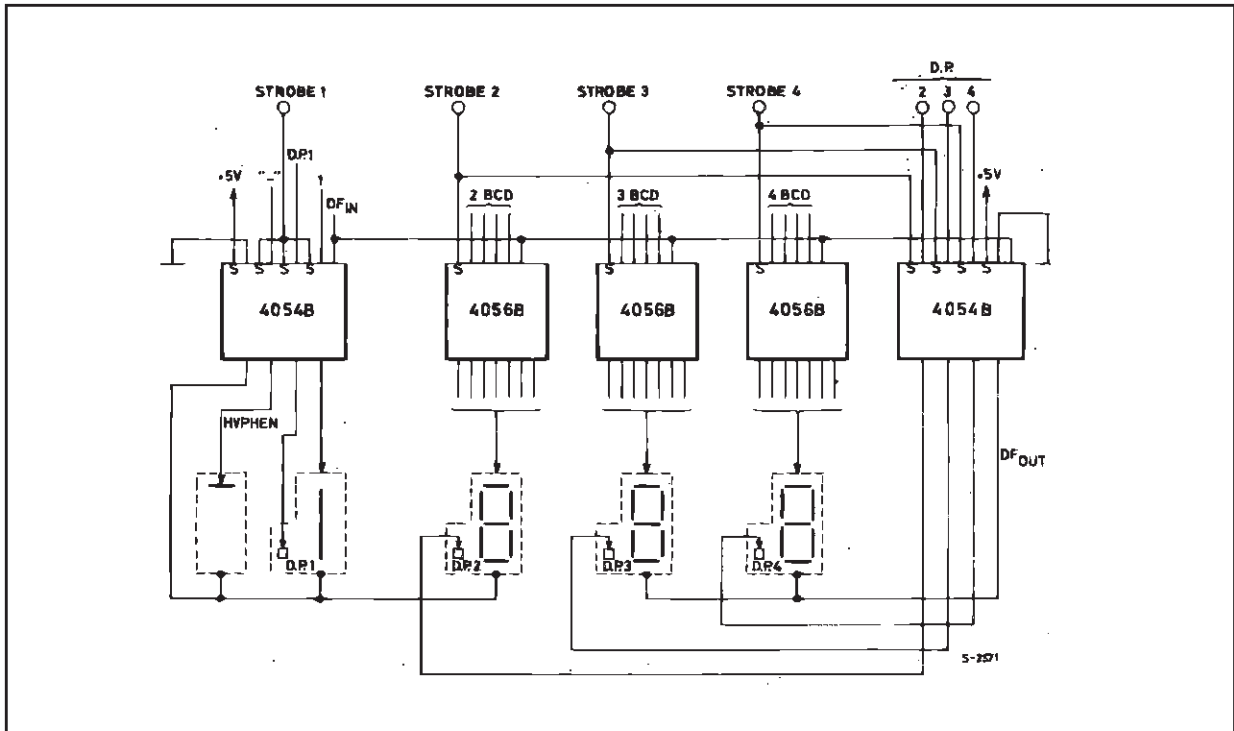 D.P.
STROBE 1 STROBE 2 STROBE 3 STROBE 4 2 3 4
D.P.1
+5V "-" 1 DF IN 2 BCD 3 BCD 4 BCD +5V
S S S S S S S S S S S
4054B 4056B 4056B 4056B 4054B
HYPHEN
DF OUT
D.P.1 D.P.2 D.P.3 D.P.4
S-2571